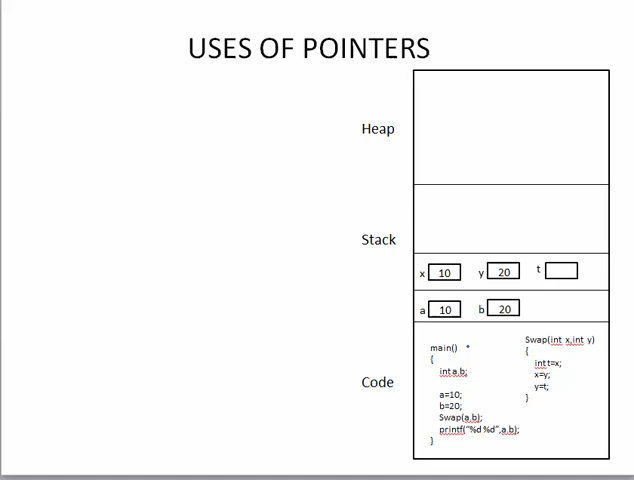 USES OF POINTERS
Heap
Stack
x 10 y 20 t
a 10 b 20
Code
main()
{
int a,b;
a=10;
b=20;
Swap(a,b);
printf("%d %d",a,b);
}
Swap(int x,int y)
{
int t=x;
x=y;
y=t;
}